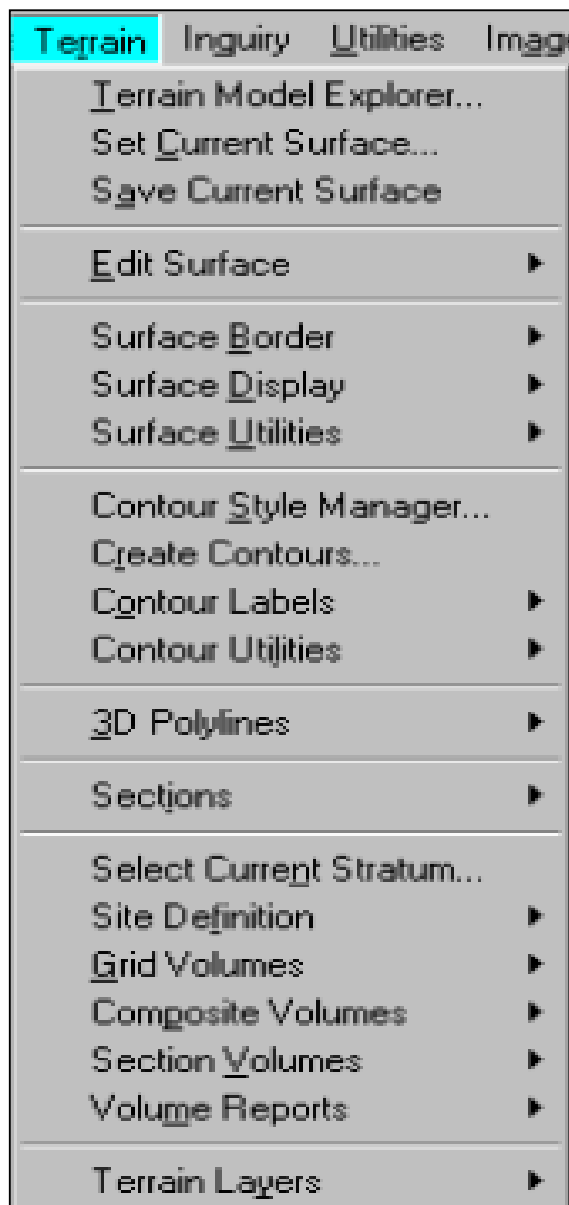 Terrain Inguiry Utilities Imag
Terrain Model Explorer...
Set Current Surface...
Save Current Surface
Edit Surface
Surface Border
Surface Display
Surface Utilities
Contour Style Manager...
Create Contours...
Contour Labels
Contour Utilities
3D Polylines
Sections
Select Current Stratum...
Site Definition
Grid Volumes
Composite Volumes
Section Volumes
Volume Reports
Terrain Layers